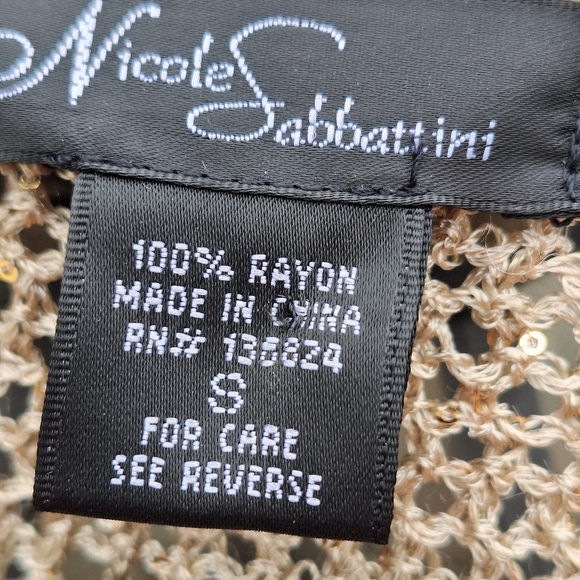 Nicole Sabbattini
100% RAYON
MADE IN CHINA
RN# 136824
S
FOR CARE
SEE REVERSE